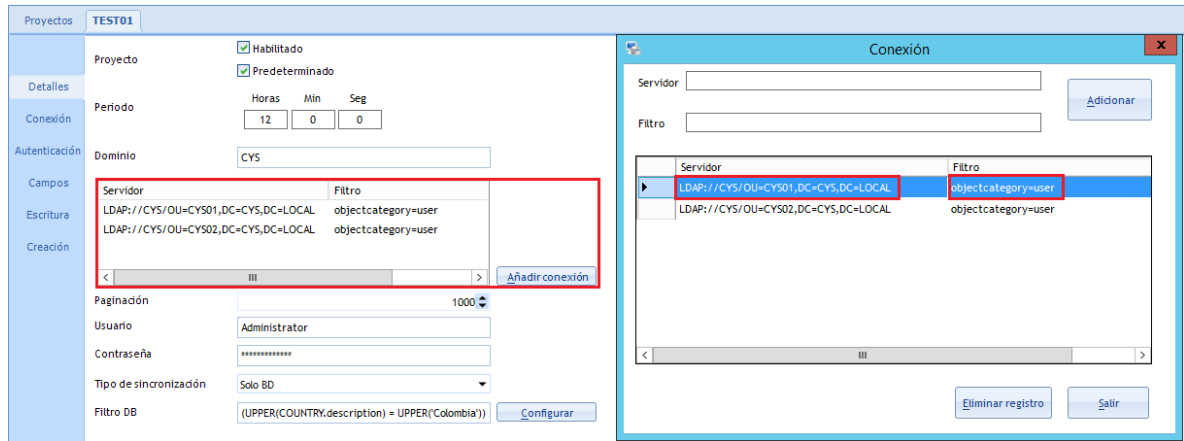 Proyectos TEST01
Detalles
Conexión
Autenticación
Campos
Escritura
Creación
Proyecto
Habilitado
Predeterminado
Periodo
Horas Min Seg
12 0 0
Dominio CYS
Servidor Filtro
LDAP://CYS/OU=CYS01,DC=CYS,DC=LOCAL objectcategory=user
LDAP://CYS/OU=CYS02,DC=CYS,DC=LOCAL objectcategory=user
Añadir conexión
Paginación 1000
Usuario Administrator
Contraseña *************
Tipo de sincronización Solo BD
Filtro DB (UPPER(COUNTRY.description) = UPPER('Colombia')) Configurar
Conexión
x
Servidor
Adicionar
Filtro
Servidor Filtro
LDAP://CYS/OU=CYS01,DC=CYS,DC=LOCAL objectcategory=user
LDAP://CYS/OU=CYS02,DC=CYS,DC=LOCAL objectcategory=user
Eliminar registro Salir